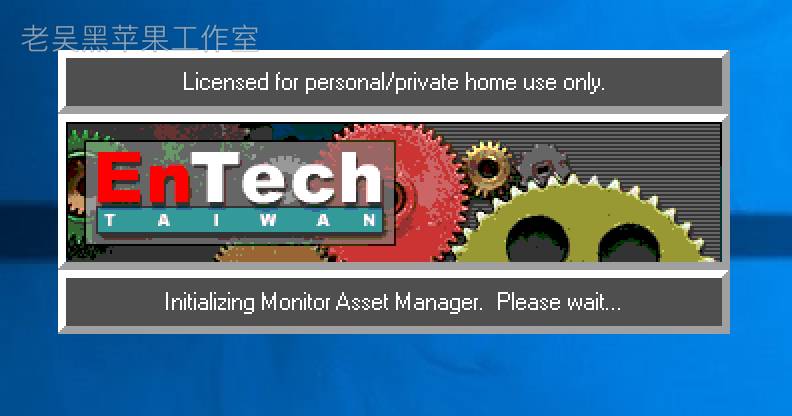 老吴黑苹果工作室
Licensed for personal/private home use only.
EnTech
TAIWAN
Initializing Monitor Asset Manager. Please wait...